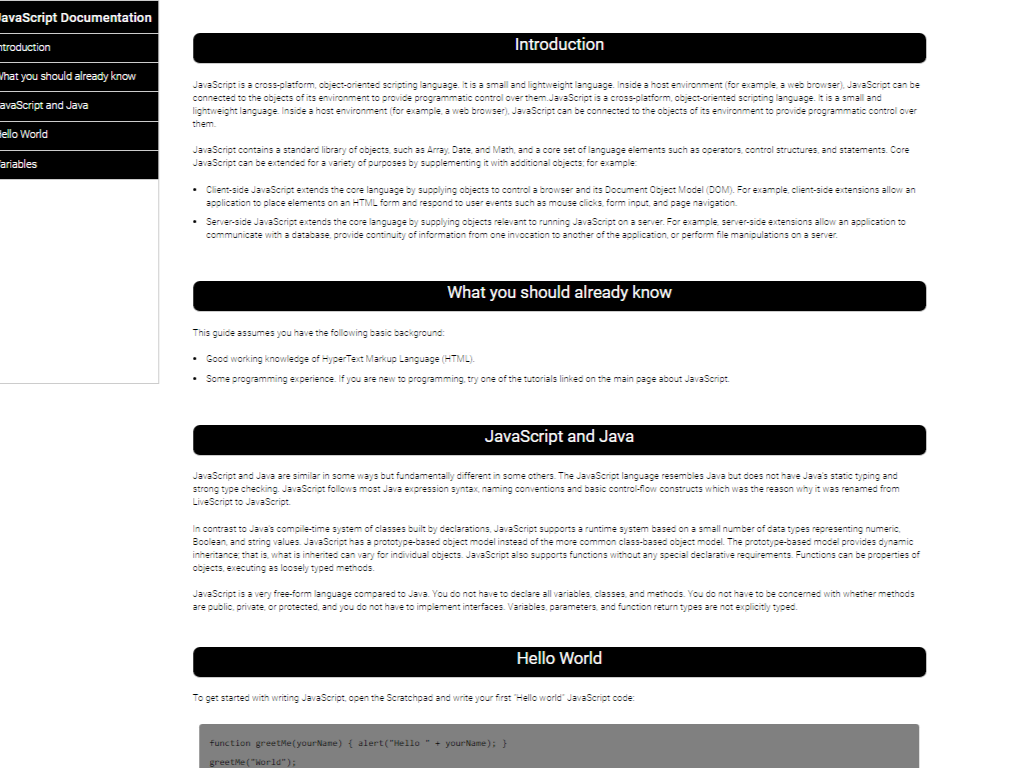 JavaScript Documentation
Introduction
What you should already know
JavaScript and Java
Hello World
Variables
Introduction
JavaScript is a cross-platform, object-oriented scripting language. It is a small and lightweight language. Inside a host environment (for example, a web browser), JavaScript can be
connected to the objects of its environment to provide programmatic control over them.JavaScript is a cross-platform, object-oriented scripting language. It is a small and
lightweight language. Inside a host environment (for example, a web browser), JavaScript can be connected to the objects of its environment to provide programmatic control over
them.
JavaScript contains a standard library of objects, such as Array, Date, and Math, and a core set of language elements such as operators, control structures, and statements. Core
JavaScript can be extended for a variety of purposes by supplementing it with additional objects; for example:
• Client-side JavaScript extends the core language by supplying objects to control a browser and its Document Object Model (DOM). For example, client-side extensions allow an
application to place elements on an HTML form and respond to user events such as mouse clicks, form input, and page navigation.
• Server-side JavaScript extends the core language by supplying objects relevant to running JavaScript on a server. For example, server-side extensions allow an application to
communicate with a database, provide continuity of information from one invocation to another of the application, or perform file manipulations on a server.
What you should already know
This guide assumes you have the following basic background:
• Good working knowledge of HyperText Markup Language (HTML).
• Some programming experience. If you are new to programming, try one of the tutorials linked on the main page about JavaScript.
JavaScript and Java
JavaScript and Java are similar in some ways but fundamentally different in some others. The JavaScript language resembles Java but does not have Java's static typing and
strong type checking. JavaScript follows most Java expression syntax, naming conventions and basic control-flow constructs which was the reason why it was renamed from
LiveScript to JavaScript.
In contrast to Java's compile-time system of classes built by declarations, JavaScript supports a runtime system based on a small number of data types representing numeric,
Boolean, and string values. JavaScript has a prototype-based object model instead of the more common class-based object model. The prototype-based model provides dynamic
inheritance; that is, what is inherited can vary for individual objects. JavaScript also supports functions without any special declarative requirements. Functions can be properties of
objects, executing as loosely typed methods.
JavaScript is a very free-form language compared to Java. You do not have to declare all variables, classes, and methods. You do not have to be concerned with whether methods
are public, private, or protected, and you do not have to implement interfaces. Variables, parameters, and function return types are not explicitly typed.
Hello World
To get started with writing JavaScript, open the Scratchpad and write your first "Hello world" JavaScript code:
function greetMe(yourName) { alert("Hello " + yourName); }
greetMe("World");